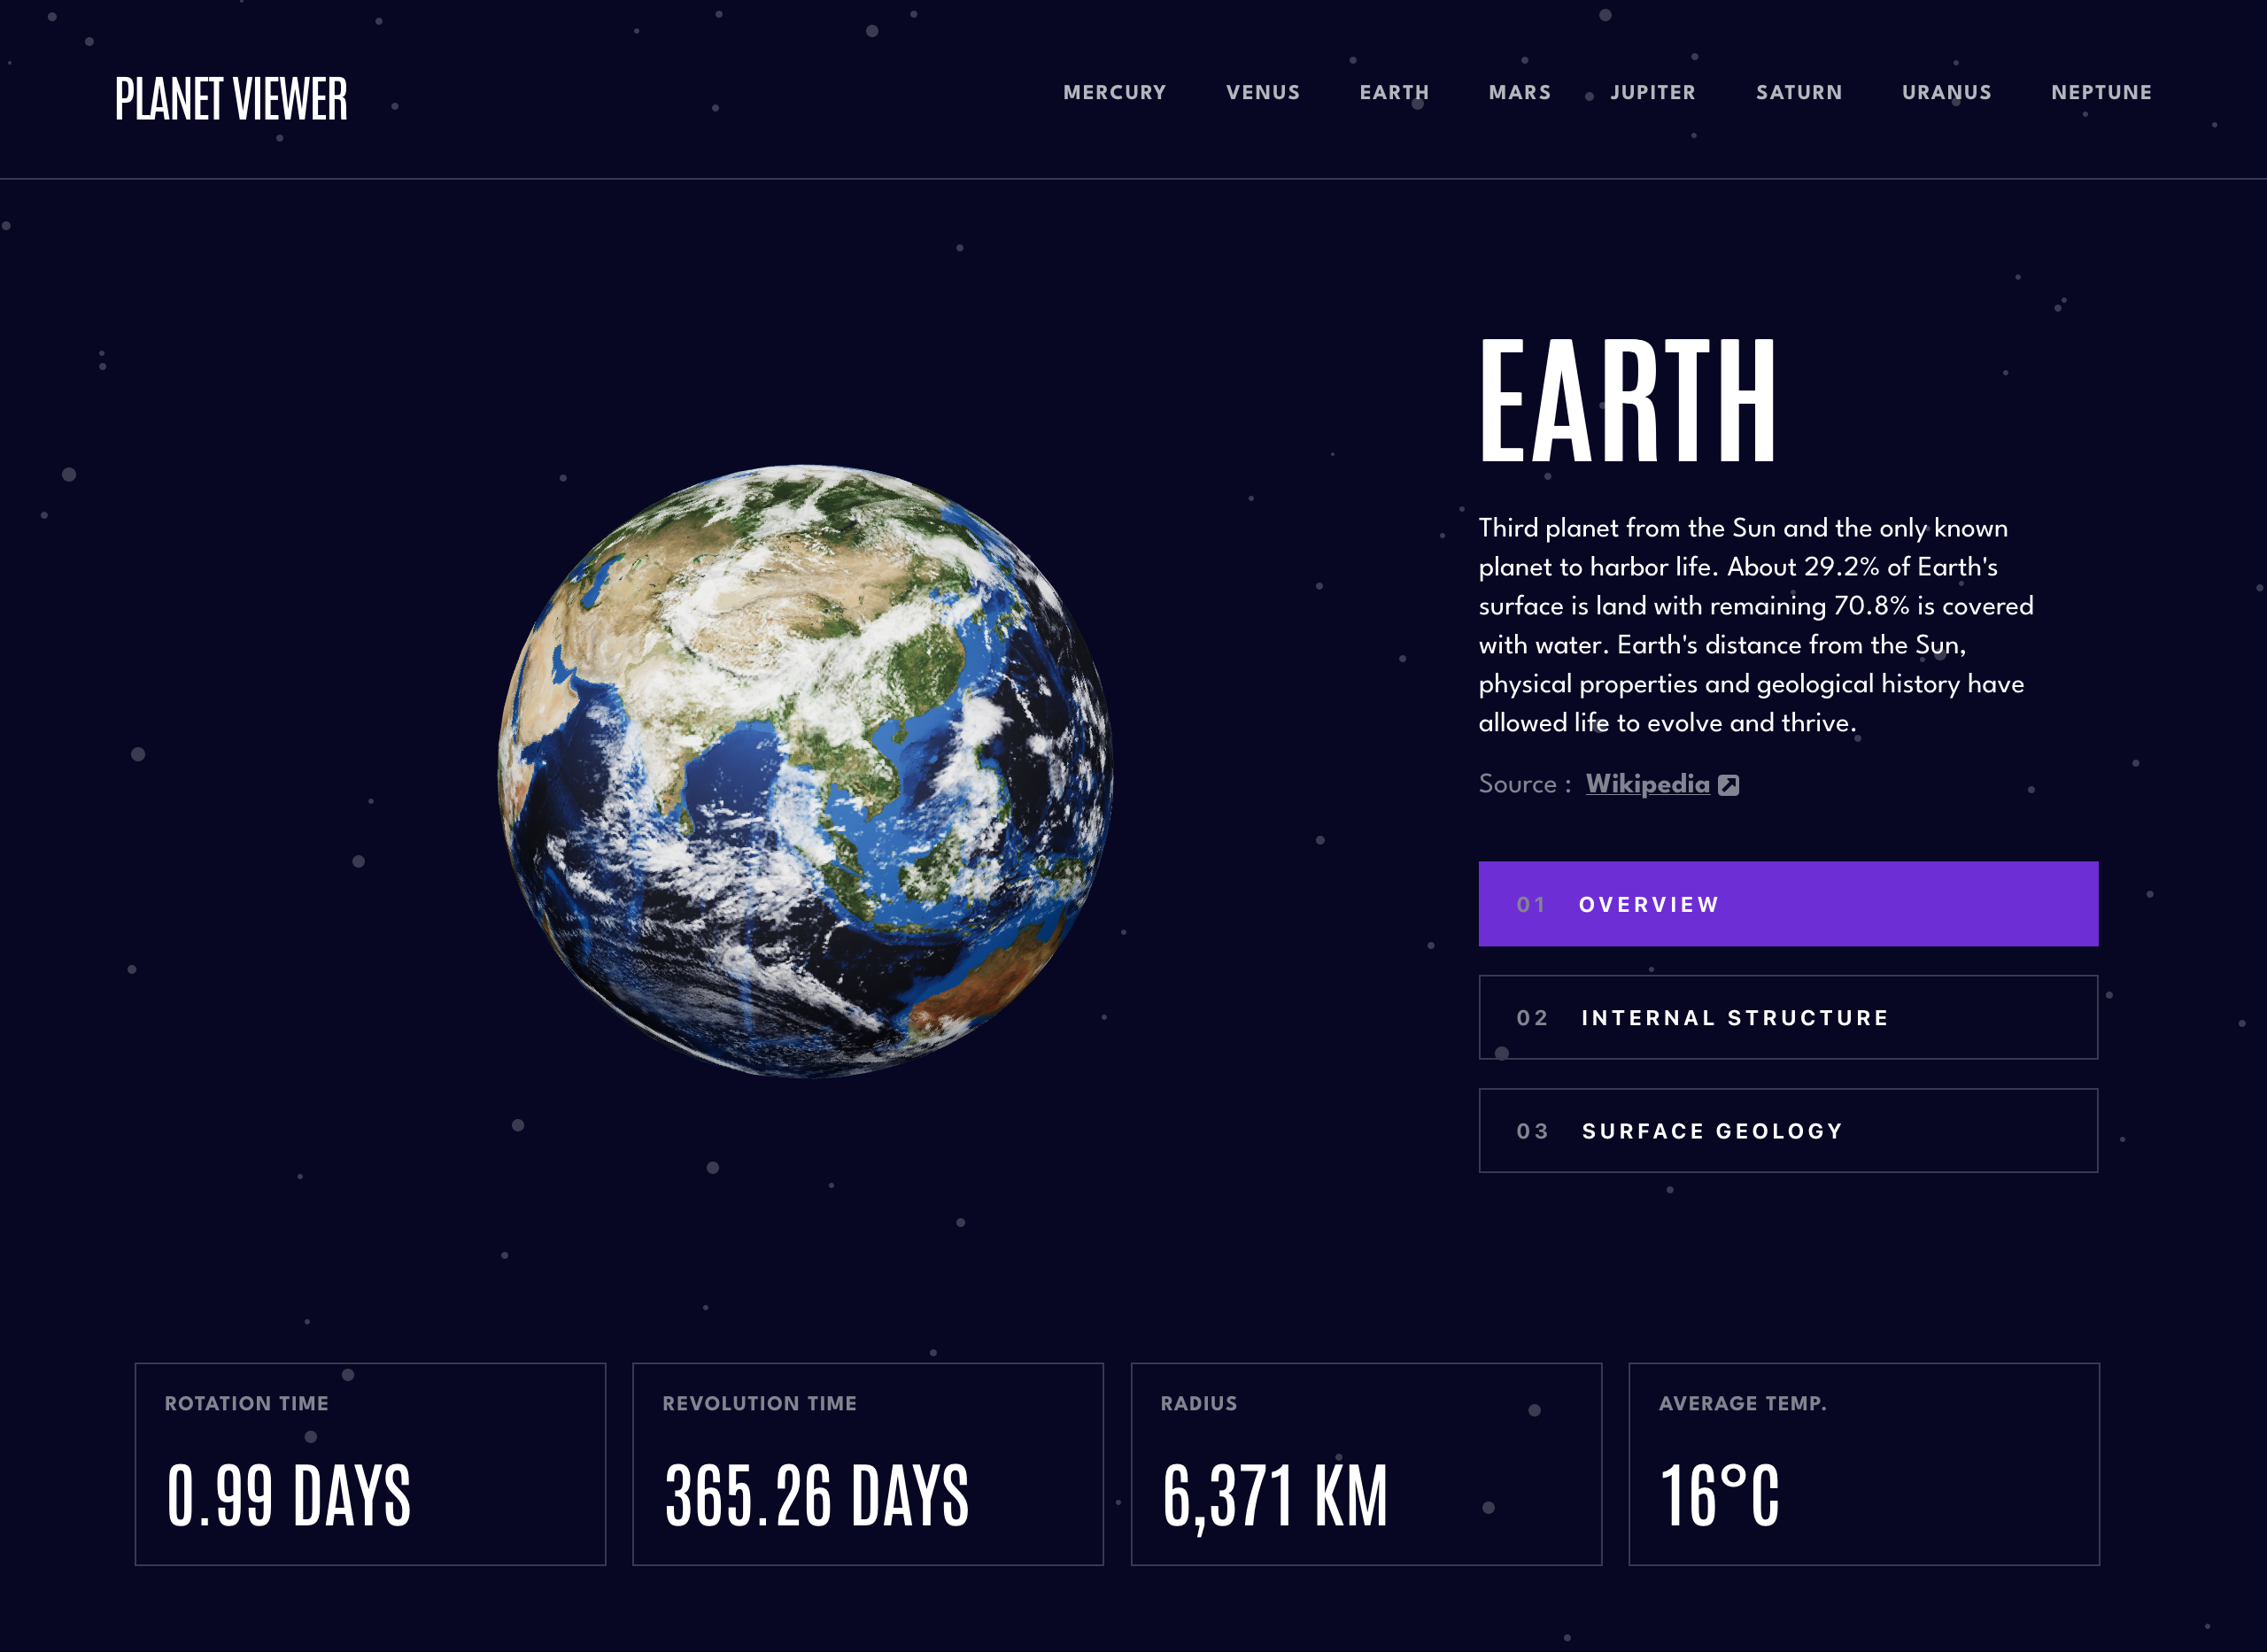 PLANET VIEWER
MERCURY VENUS EARTH MARS JUPITER SATURN URANUS NEPTUNE
EARTH
Third planet from the Sun and the only known
planet to harbor life. About 29.2% of Earth's
surface is land with remaining 70.8% is covered
with water. Earth's distance from the Sun,
physical properties and geological history have
allowed life to evolve and thrive.
Source : Wikipedia
01 OVERVIEW
02 INTERNAL STRUCTURE
03 SURFACE GEOLOGY
ROTATION TIME
0.99 DAYS
REVOLUTION TIME
365.26 DAYS
RADIUS
6,371 KM
AVERAGE TEMP.
16°C